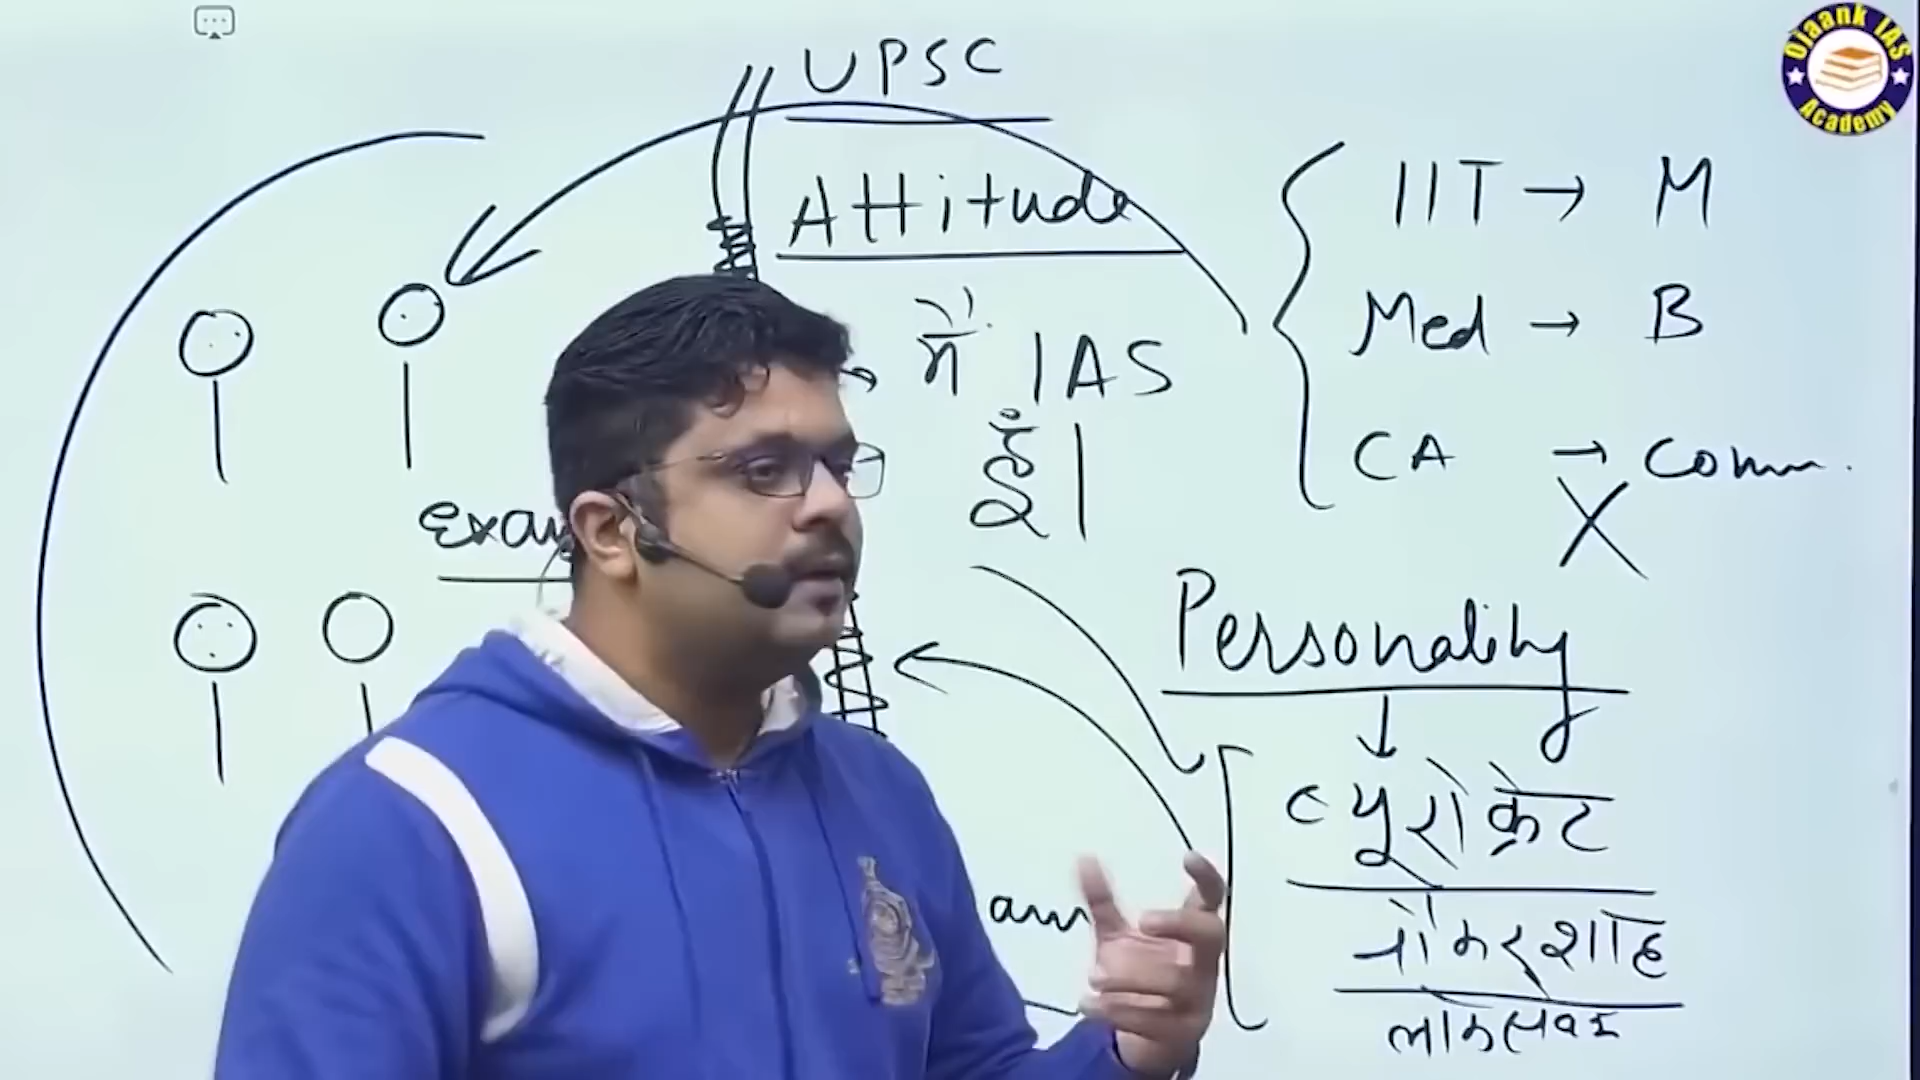 Ojaank IAS
Academy
UPSC
Attitude
मैं IAS
हूँ।
IIT → M
Med → B
CA → Comm.
X
Personality
ब्यूरोक्रेट
नौकरशाह
लोकसेवक